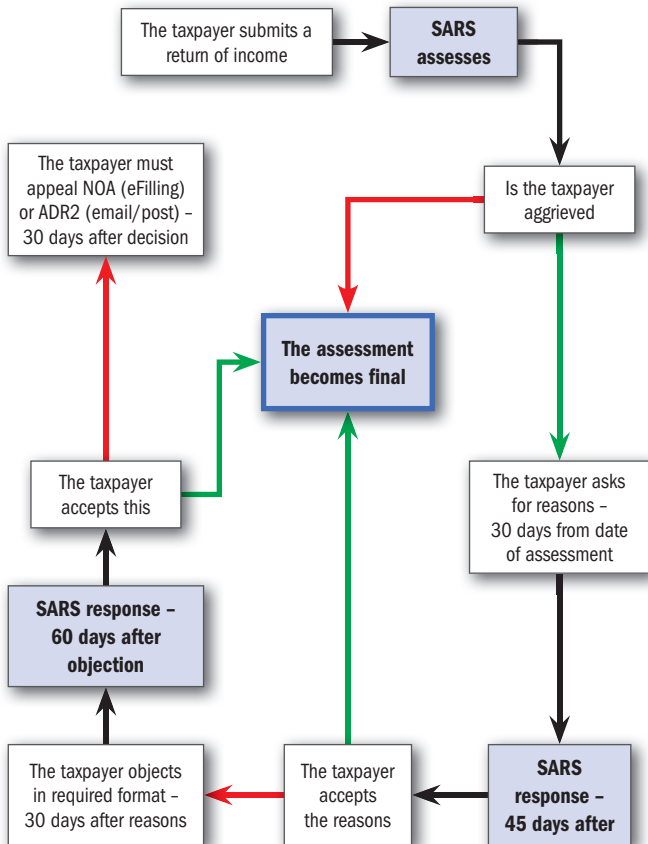 The taxpayer submits a
return of income
SARS
assesses
Is the taxpayer
aggrieved
The taxpayer must
appeal NOA (eFilling)
or ADR2 (email/post) –
30 days after decision
The assessment
becomes final
The taxpayer
accepts this
The taxpayer asks
for reasons –
30 days from date
of assessment
SARS response –
60 days after
objection
The taxpayer objects
in required format –
30 days after reasons
The taxpayer
accepts
the reasons
SARS
response –
45 days after